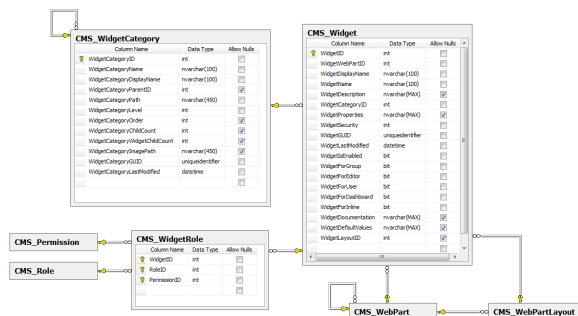 CMS_WidgetCategory
Column Name Data Type Allow Nulls
WidgetCategoryID int
WidgetCategoryName nvarchar(100)
WidgetCategoryDisplayName nvarchar(100)
WidgetCategoryParentID int
WidgetCategoryPath nvarchar(450)
WidgetCategoryLevel int
WidgetCategoryOrder int
WidgetCategoryChildCount int
WidgetCategoryWidgetChildCount int
WidgetCategoryImagePath nvarchar(450)
WidgetCategoryGUID uniqueidentifier
WidgetCategoryLastModified datetime
CMS_Widget
Column Name Data Type Allow Nulls
WidgetID int
WidgetWebPartID int
WidgetDisplayName nvarchar(100)
WidgetName nvarchar(100)
WidgetDescription nvarchar(MAX)
WidgetCategoryID int
WidgetProperties nvarchar(MAX)
WidgetSecurity int
WidgetGUID uniqueidentifier
WidgetLastModified datetime
WidgetIsEnabled bit
WidgetForGroup bit
WidgetForEditor bit
WidgetForUser bit
WidgetForDashboard bit
WidgetForInline bit
WidgetDocumentation nvarchar(MAX)
WidgetDefaultValues nvarchar(MAX)
WidgetLayoutID int
CMS_Permission
CMS_Role
CMS_WidgetRole
Column Name Data Type Allow Nulls
WidgetID int
RoleID int
PermissionID int
CMS_WebPart
CMS_WebPartLayout